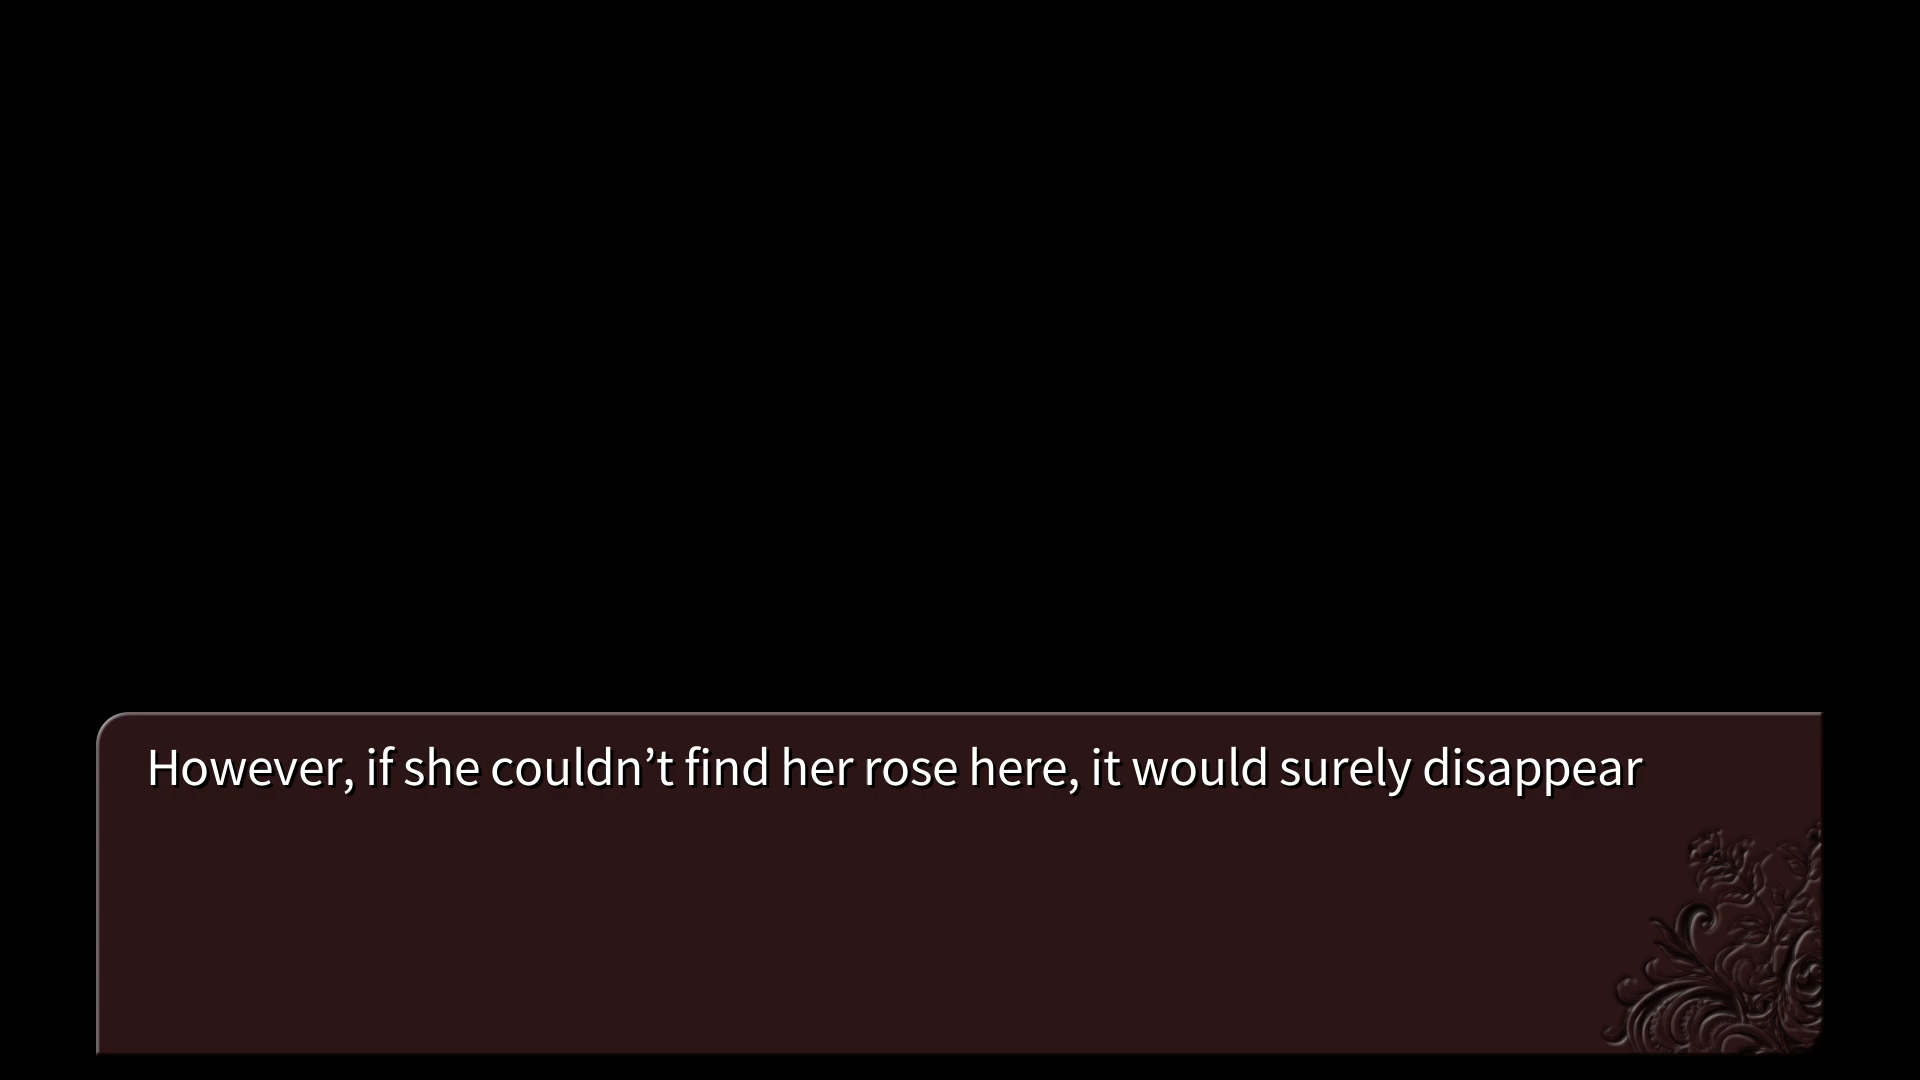 However, if she couldn’t find her rose here, it would surely disappear